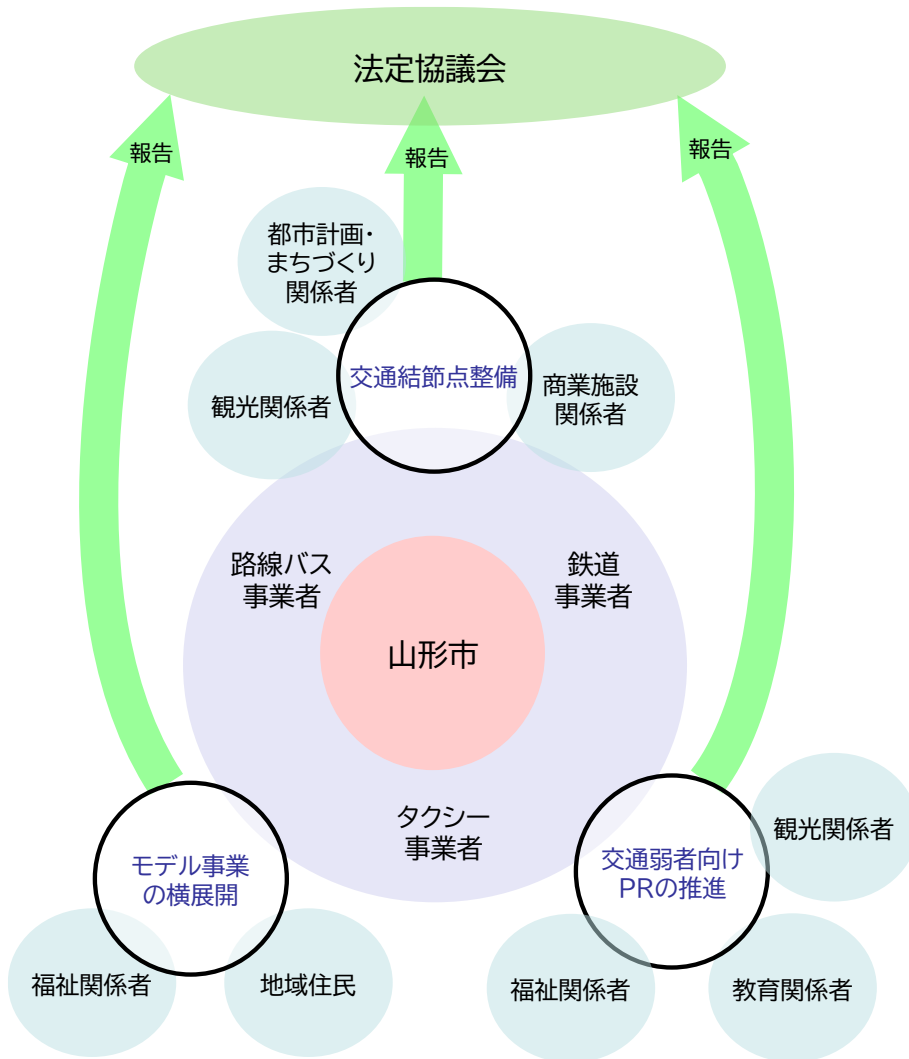 法定協議会
報告
報告
報告
都市計画・
まちづくり
関係者
交通結節点整備
観光関係者
商業施設
関係者
路線バス
事業者
鉄道
事業者
山形市
タクシー
事業者
モデル事業
の横展開
福祉関係者
地域住民
交通弱者向け
PRの推進
観光関係者
福祉関係者
教育関係者